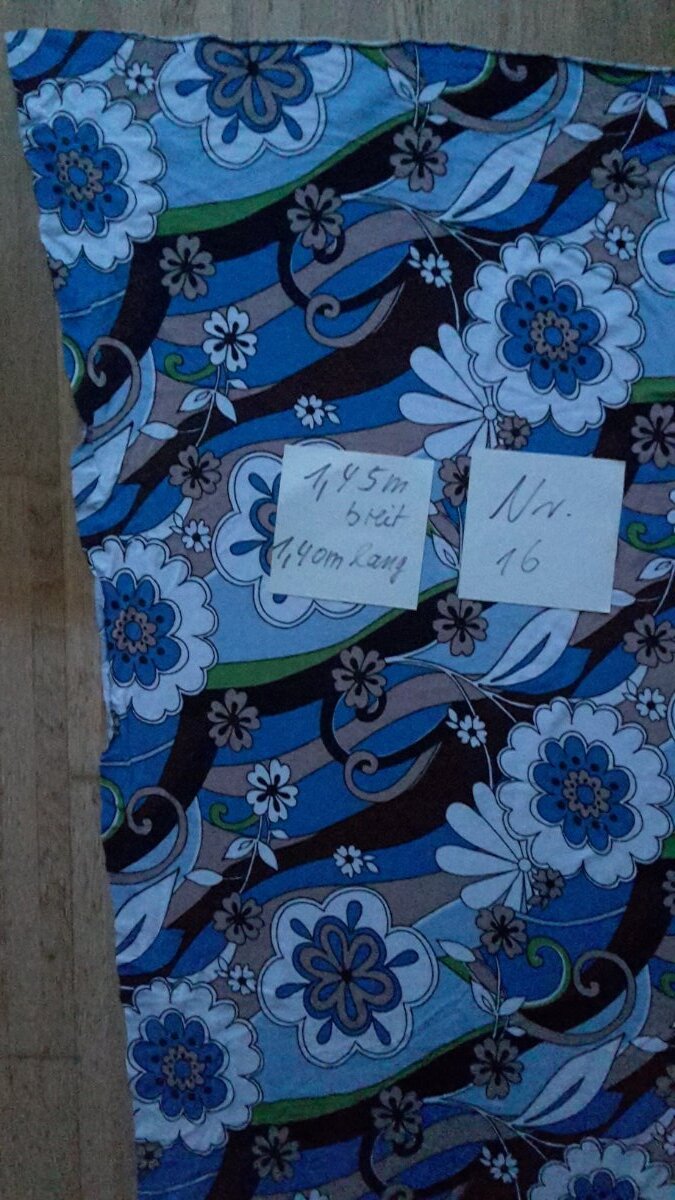 1,45m
breit
1,40m lang
Nr.
16